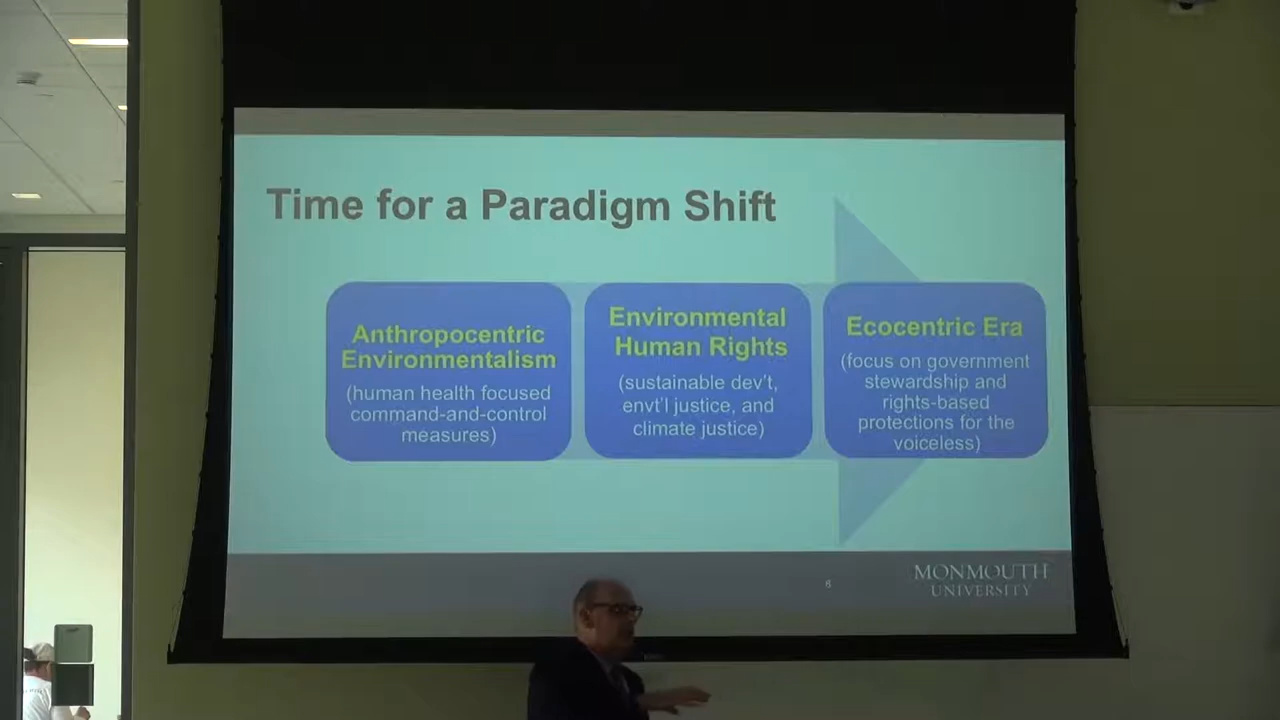 Time for a Paradigm Shift
Anthropocentric
Environmentalism
(human health focused
command-and-control
measures)
Environmental
Human Rights
(sustainable dev't,
envt'l justice, and
climate justice)
Ecocentric Era
(focus on government
stewardship and
rights-based
protections for the
voiceless)
6
MONMOUTH
UNIVERSITY